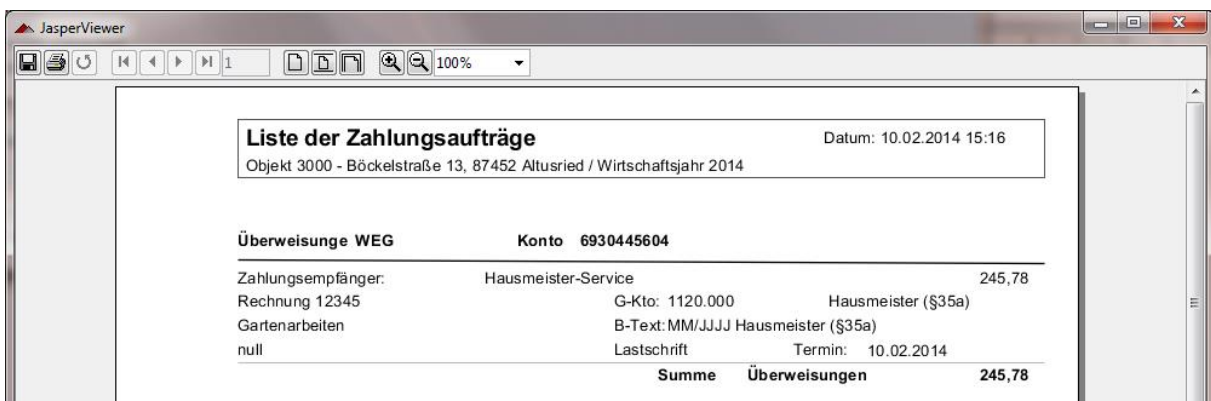 JasperViewer
1 100%
Liste der Zahlungsaufträge Datum: 10.02.2014 15:16
Objekt 3000 - Böckelstraße 13, 87452 Altusried / Wirtschaftsjahr 2014
Überweisunge WEG Konto 6930445604
Zahlungsempfänger: Hausmeister-Service 245,78
Rechnung 12345 G-Kto: 1120.000 Hausmeister (§35a)
Gartenarbeiten B-Text: MM/JJJJ Hausmeister (§35a)
null Lastschrift Termin: 10.02.2014
Summe Überweisungen 245,78